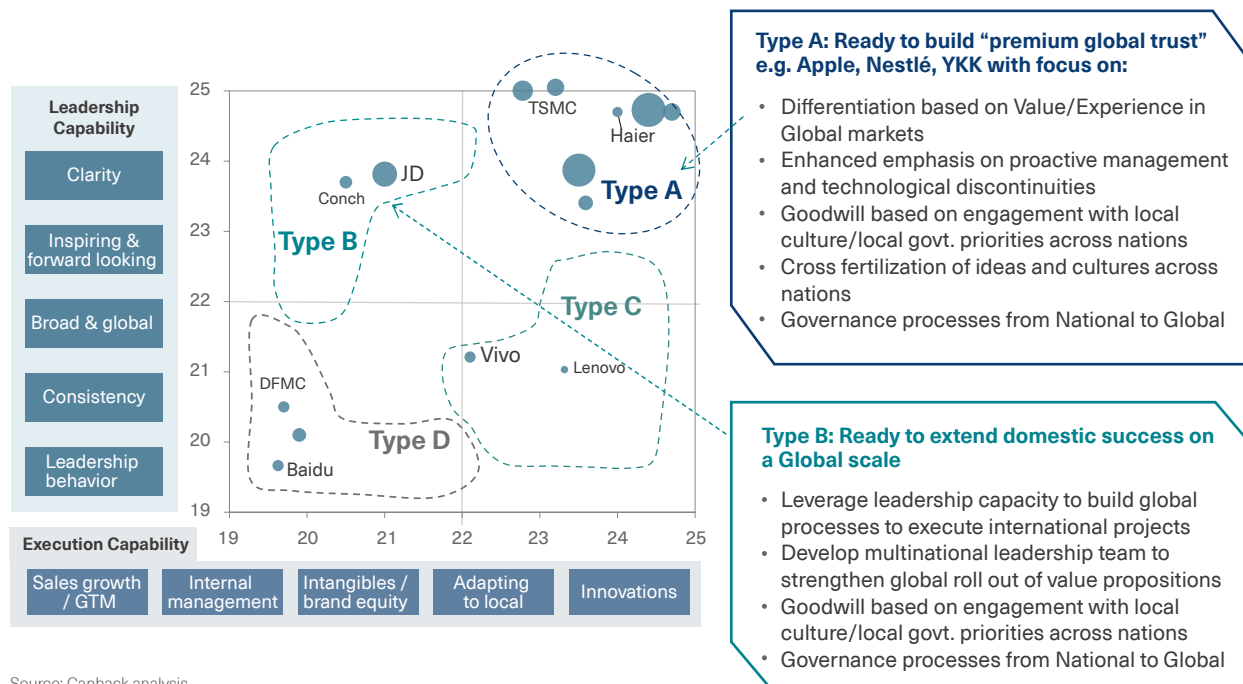 Leadership
Capability
Clarity
Inspiring &
forward looking
Broad & global
Consistency
Leadership
behavior
25
24
23
22
21
20
19
19
20
21
22
23
24
25
TSMC
Haier
Type A
JD
Conch
Type B
Type C
Vivo
Lenovo
DFMC
Type D
Baidu
Execution Capability
Sales growth
/ GTM
Internal
management
Intangibles /
brand equity
Adapting
to local
Innovations
Type A: Ready to build “premium global trust”
e.g. Apple, Nestlé, YKK with focus on:
• Differentiation based on Value/Experience in
Global markets
• Enhanced emphasis on proactive management
and technological discontinuities
• Goodwill based on engagement with local
culture/local govt. priorities across nations
• Cross fertilization of ideas and cultures across
nations
• Governance processes from National to Global
Type B: Ready to extend domestic success on
a Global scale
• Leverage leadership capacity to build global
processes to execute international projects
• Develop multinational leadership team to
strengthen global roll out of value propositions
• Goodwill based on engagement with local
culture/local govt. priorities across nations
• Governance processes from National to Global
Source: Canback analysis